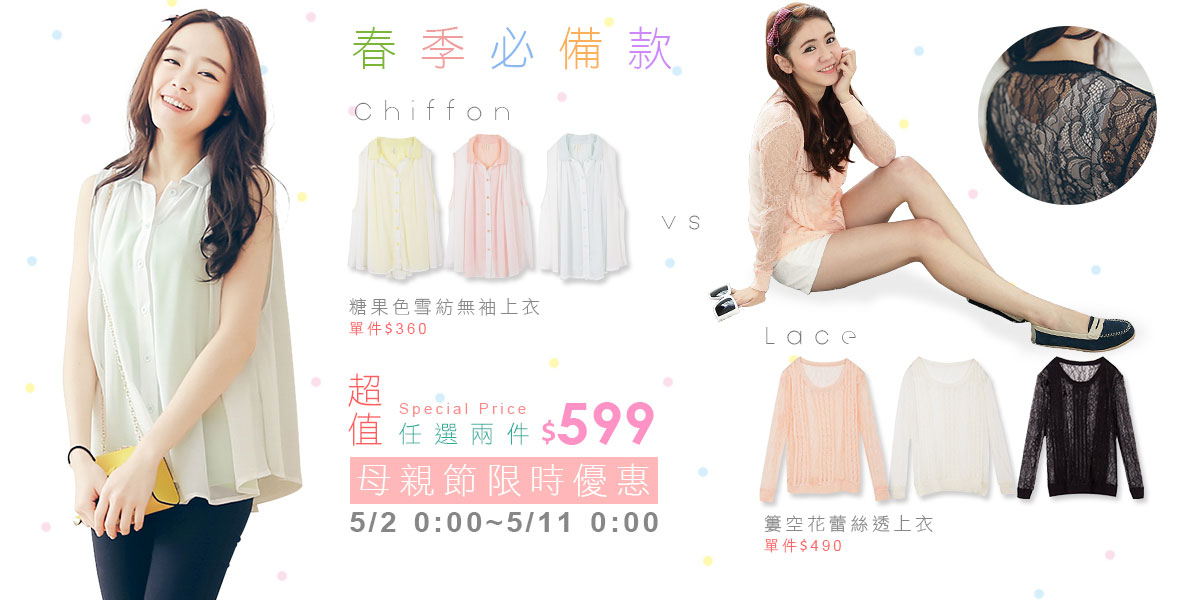 春季必備款
Chiffon
糖果色雪紡無袖上衣
單件$360
vs
Lace
簍空花蕾絲透上衣
單件$490
超值
Special Price
任選兩件 $599
母親節限時優惠
5/2 0:00~5/11 0:00